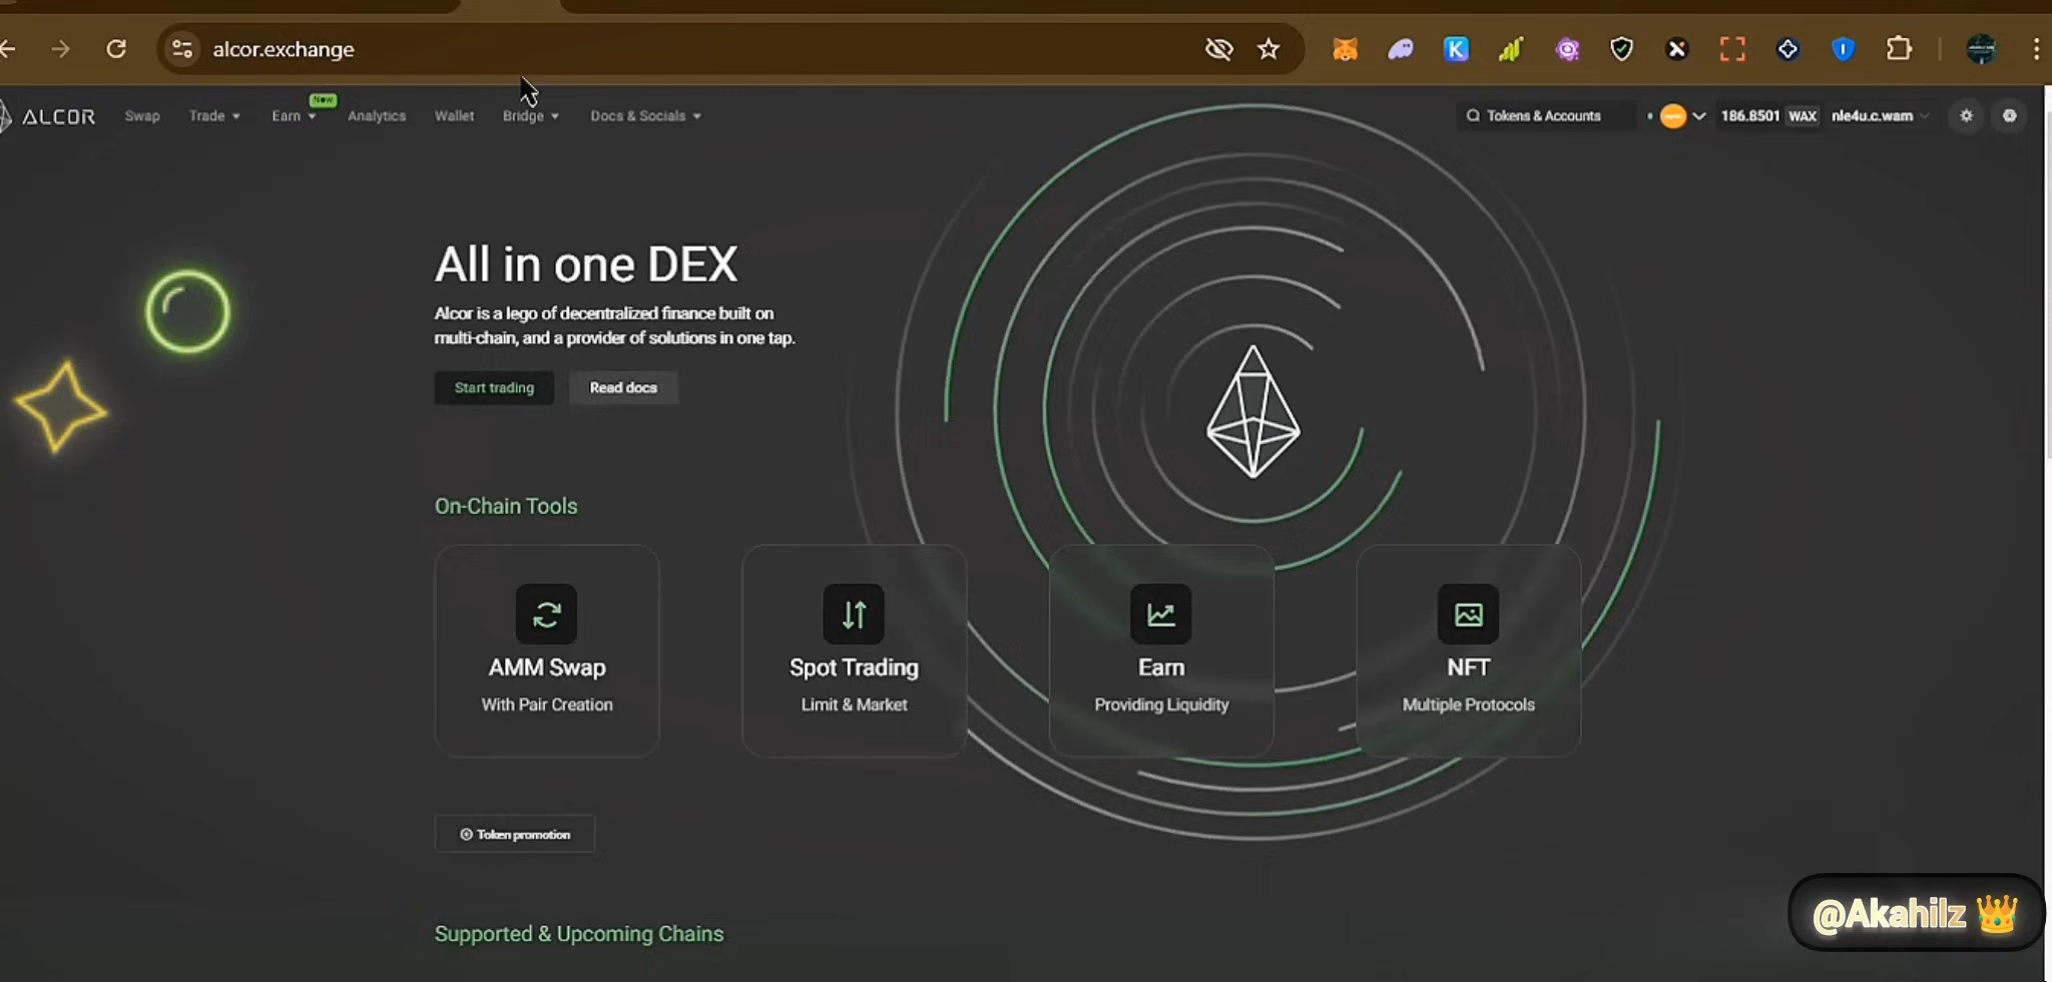 alcor.exchange
ALCOR
Swap
Trade
Earn
New
Analytics
Wallet
Bridge
Docs & Socials
Tokens & Accounts
186.8501 WAX
nle4u.c.wam
All in one DEX
Alcor is a lego of decentralized finance built on
multi-chain, and a provider of solutions in one tap.
Start trading
Read docs
On-Chain Tools
AMM Swap
With Pair Creation
Spot Trading
Limit & Market
Earn
Providing Liquidity
NFT
Multiple Protocols
Token promotion
Supported & Upcoming Chains
@Akahilz